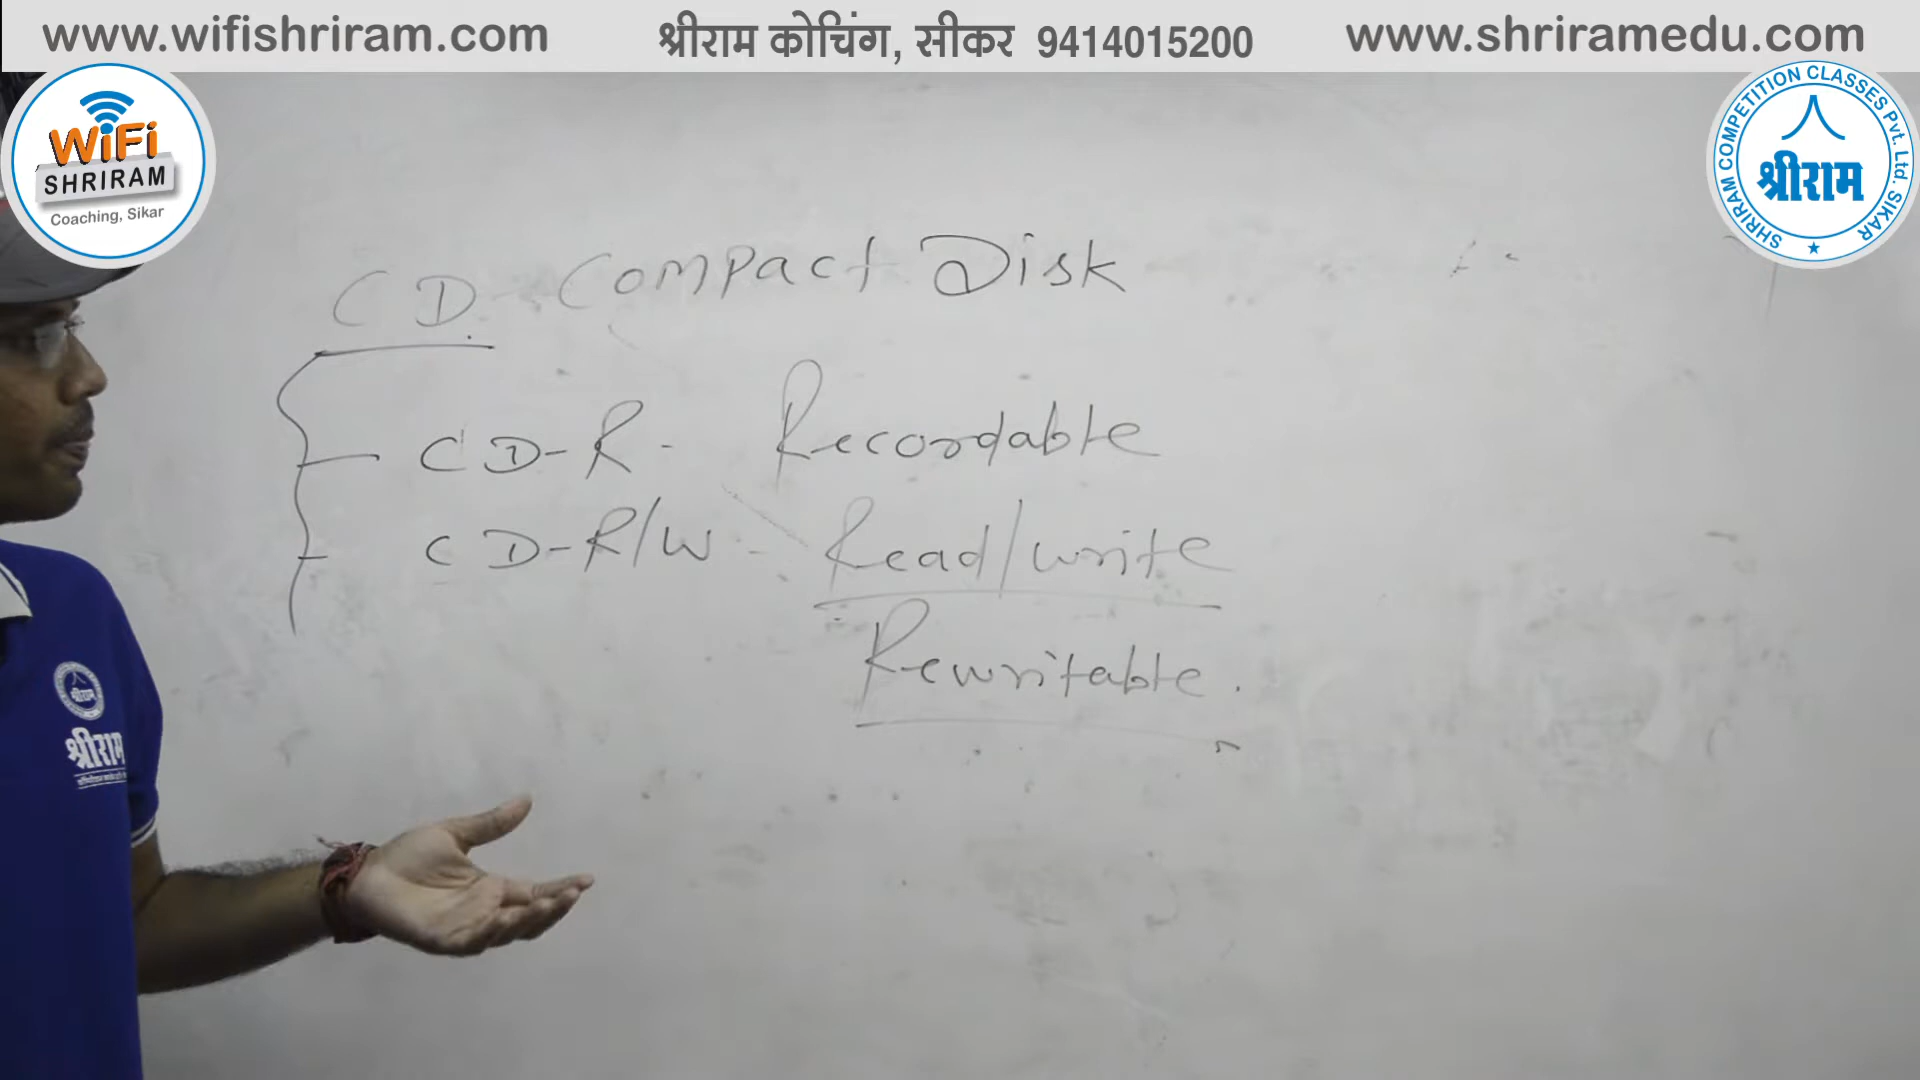 www.wifishriram.com
श्रीराम कोचिंग, सीकर 9414015200
www.shriramedu.com
WiFi
SHRIRAM
Coaching, Sikar
SHRIRAM COMPETITION CLASSES Pvt. Ltd. SIKAR
श्रीराम
CD - Compact Disk
CD-R - Recordable
CD-R/W - Read/write
Rewritable.
श्रीराम